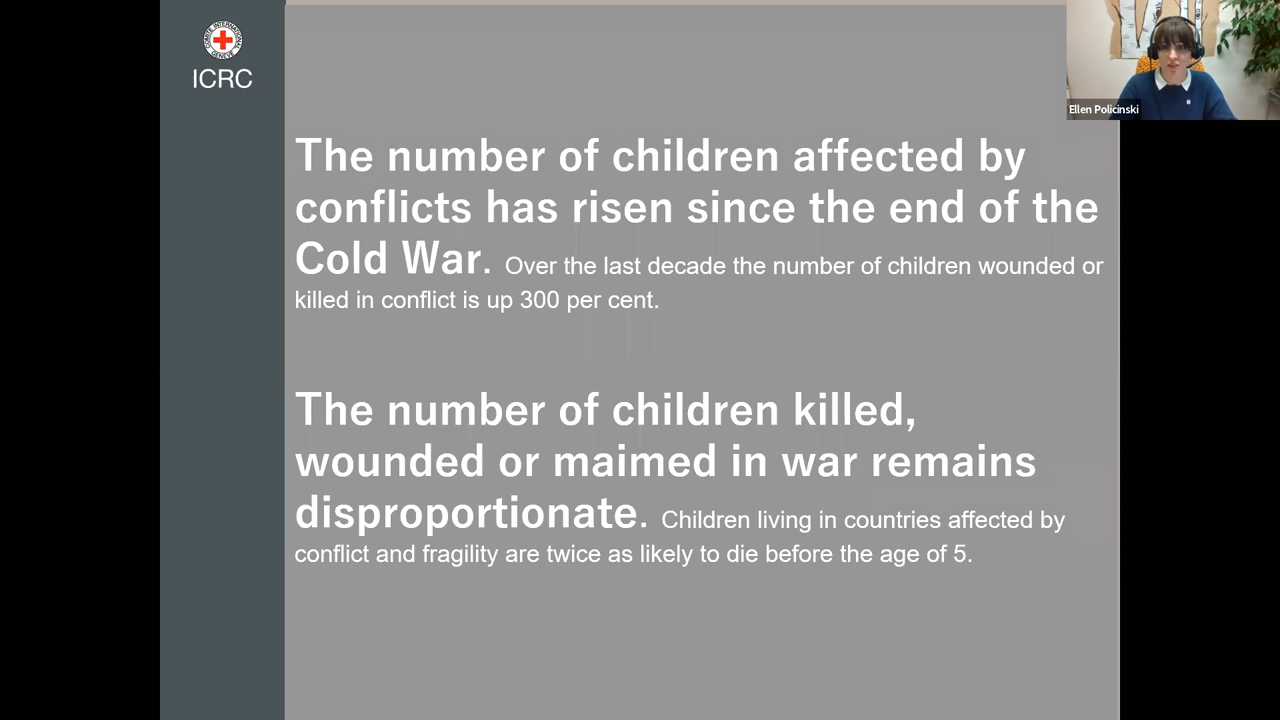 COMITE INTERNATIONAL
GENEVE
ICRC
Ellen Policinski
The number of children affected by
conflicts has risen since the end of the
Cold War. Over the last decade the number of children wounded or
killed in conflict is up 300 per cent.
The number of children killed,
wounded or maimed in war remains
disproportionate. Children living in countries affected by
conflict and fragility are twice as likely to die before the age of 5.